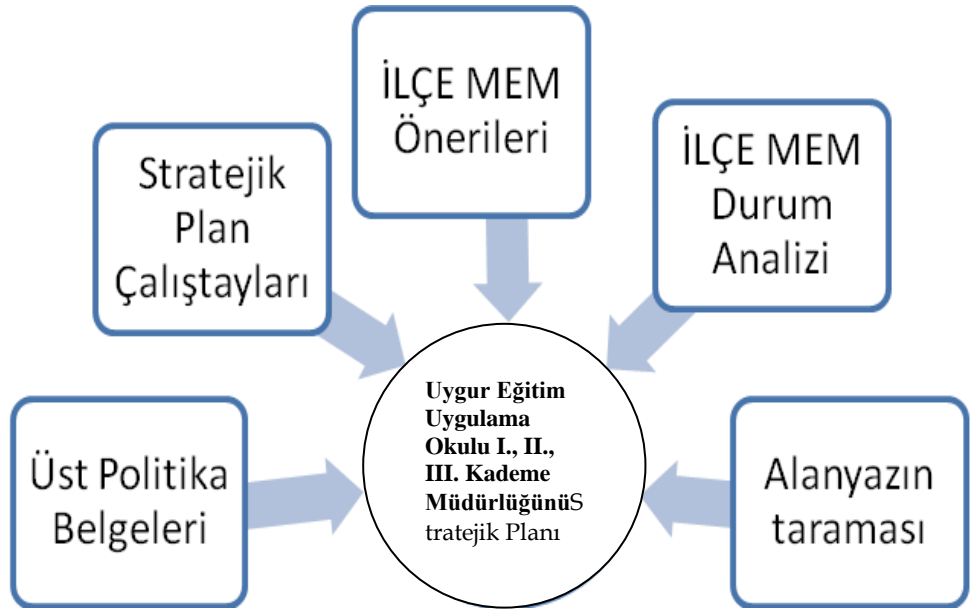 İLÇE MEM
Önerileri
Stratejik
Plan
Çalıştayları
İLÇE MEM
Durum
Analizi
Üst Politika
Belgeleri
Uygur Eğitim
Uygulama
Okulu I., II.,
III. Kademe
MüdürlüğünüS
tratejik Planı
Alanyazın
taraması